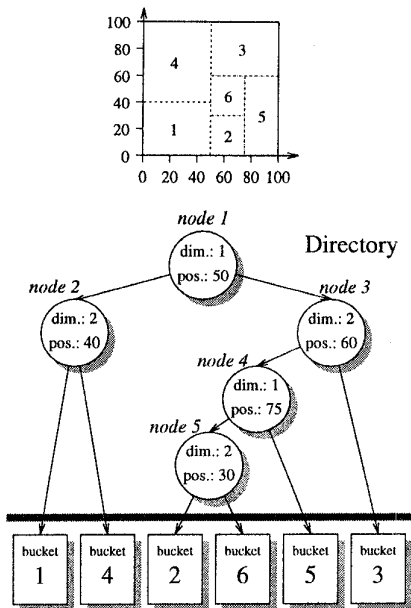 100
80
60
40
20
0
4
3
6
5
1
2
0 20 40 60 80 100
node 1
Directory
dim.: 1
pos.: 50
node 2
node 3
dim.: 2
pos.: 40
dim.: 2
pos.: 60
node 4
dim.: 1
pos.: 75
node 5
dim.: 2
pos.: 30
bucket bucket bucket bucket bucket bucket
1 4 2 6 5 3